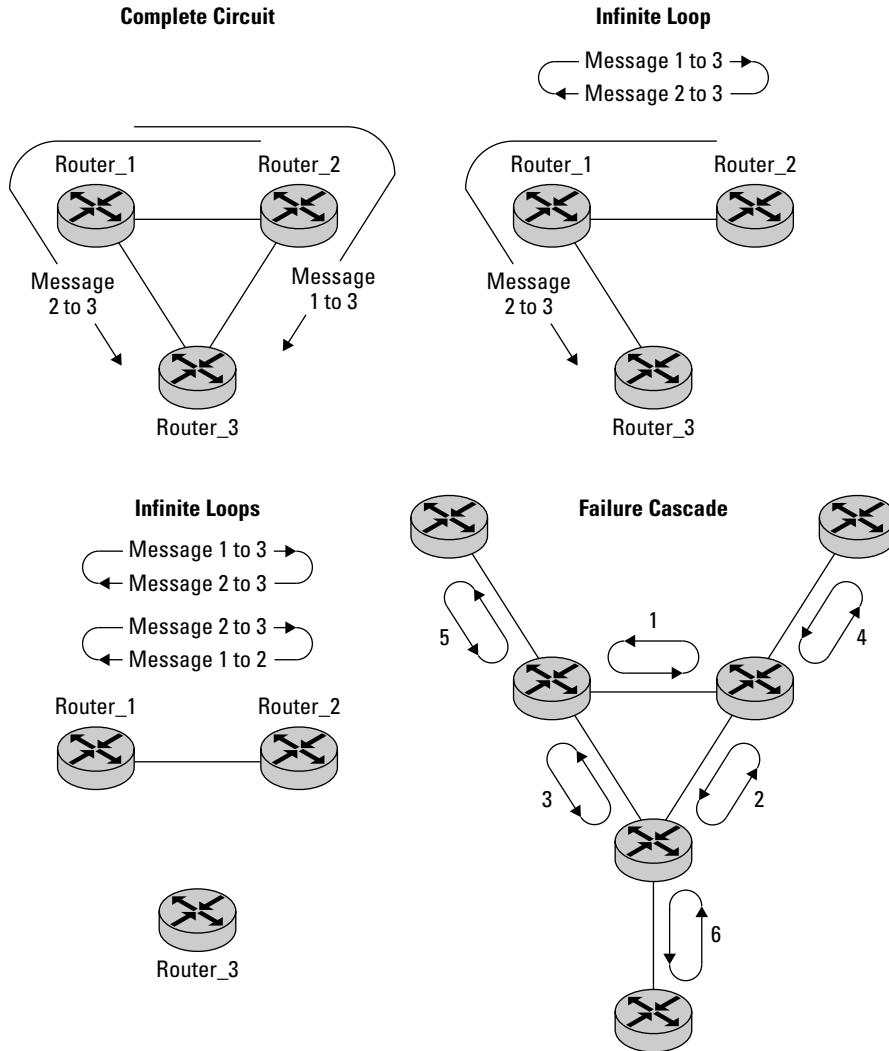 Complete Circuit
Router_1
Router_2
Message
2 to 3
Message
1 to 3
Router_3
Infinite Loop
Message 1 to 3
Message 2 to 3
Router_1
Router_2
Message
2 to 3
Router_3
Infinite Loops
Message 1 to 3
Message 2 to 3
Message 2 to 3
Message 1 to 2
Router_1
Router_2
Router_3
Failure Cascade
5
1
4
3
2
6